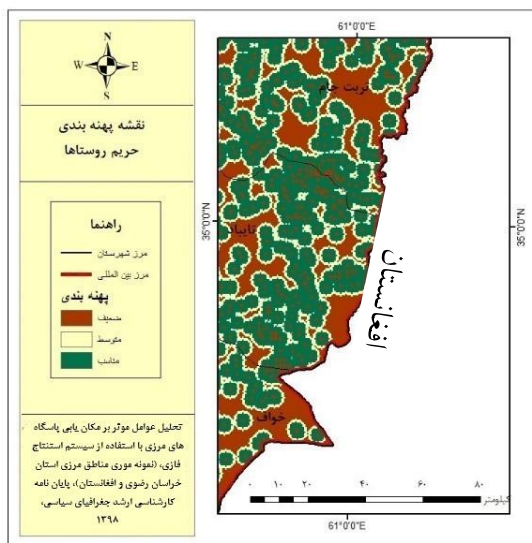 N
W E
S
نقشه پهنه بندی
حریم روستاها
راهنما
مرز شهرستان
مرز بین المللی
پهنه بندی
ضعیف
متوسط
مناسب
تحلیل عوامل موثر بر مکان یابی پاسگاه
های مرزی با استفاده از سیستم استنتاج
فازی، (نمونه موری مناطق مرزی استان
خراسان رضوی و افغانستان)، پایان نامه
کارشناسی ارشد جغرافیای سیاسی،
۱۳۹۸
61°0'0"E
35°0'0"N
35°0'0"N
تربت جام
تایباد
افغانستان
خواف
۰ ۱۰ ۲۰ ۴۰ ۶۰ ۸۰
کیلومتر
61°0'0"E